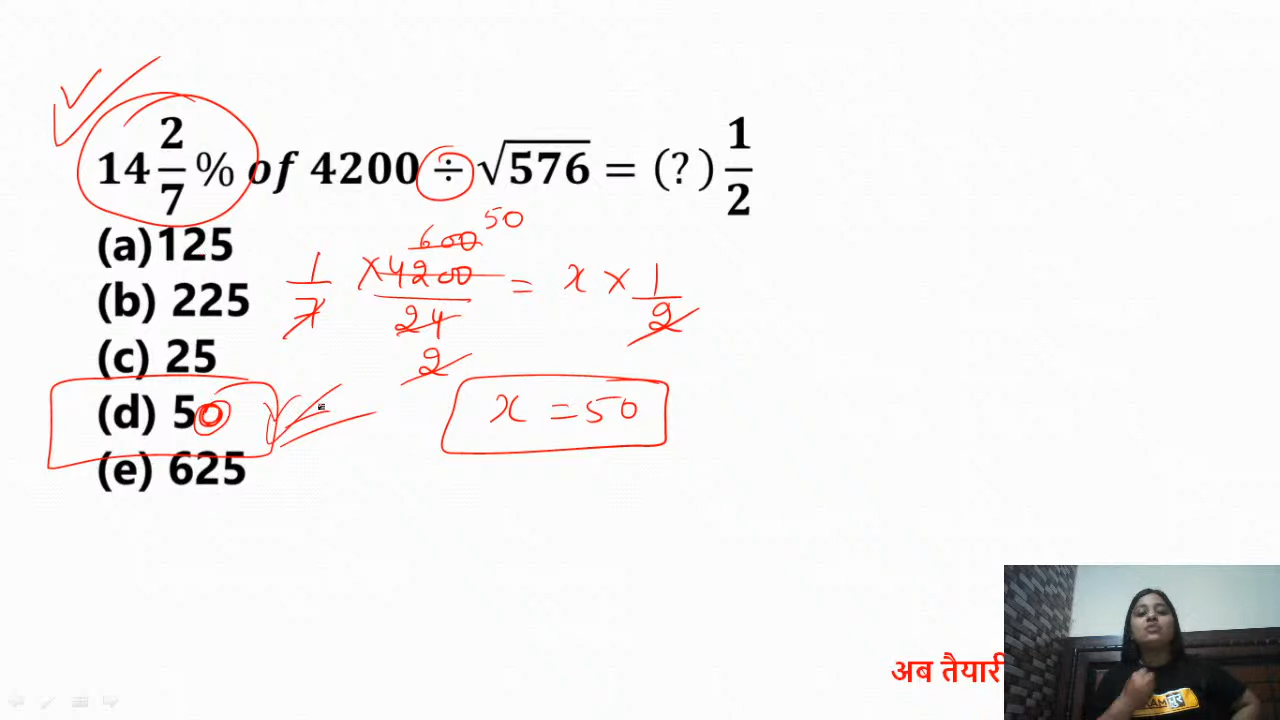 14 2/7 % of 4200 ÷ √576 = (?) 1/2
(a)125
(b) 225
(c) 25
(d) 50
(e) 625
600 50
1/7 × 4200/24 = x × 1/2
2
x = 50
अब तैयारी